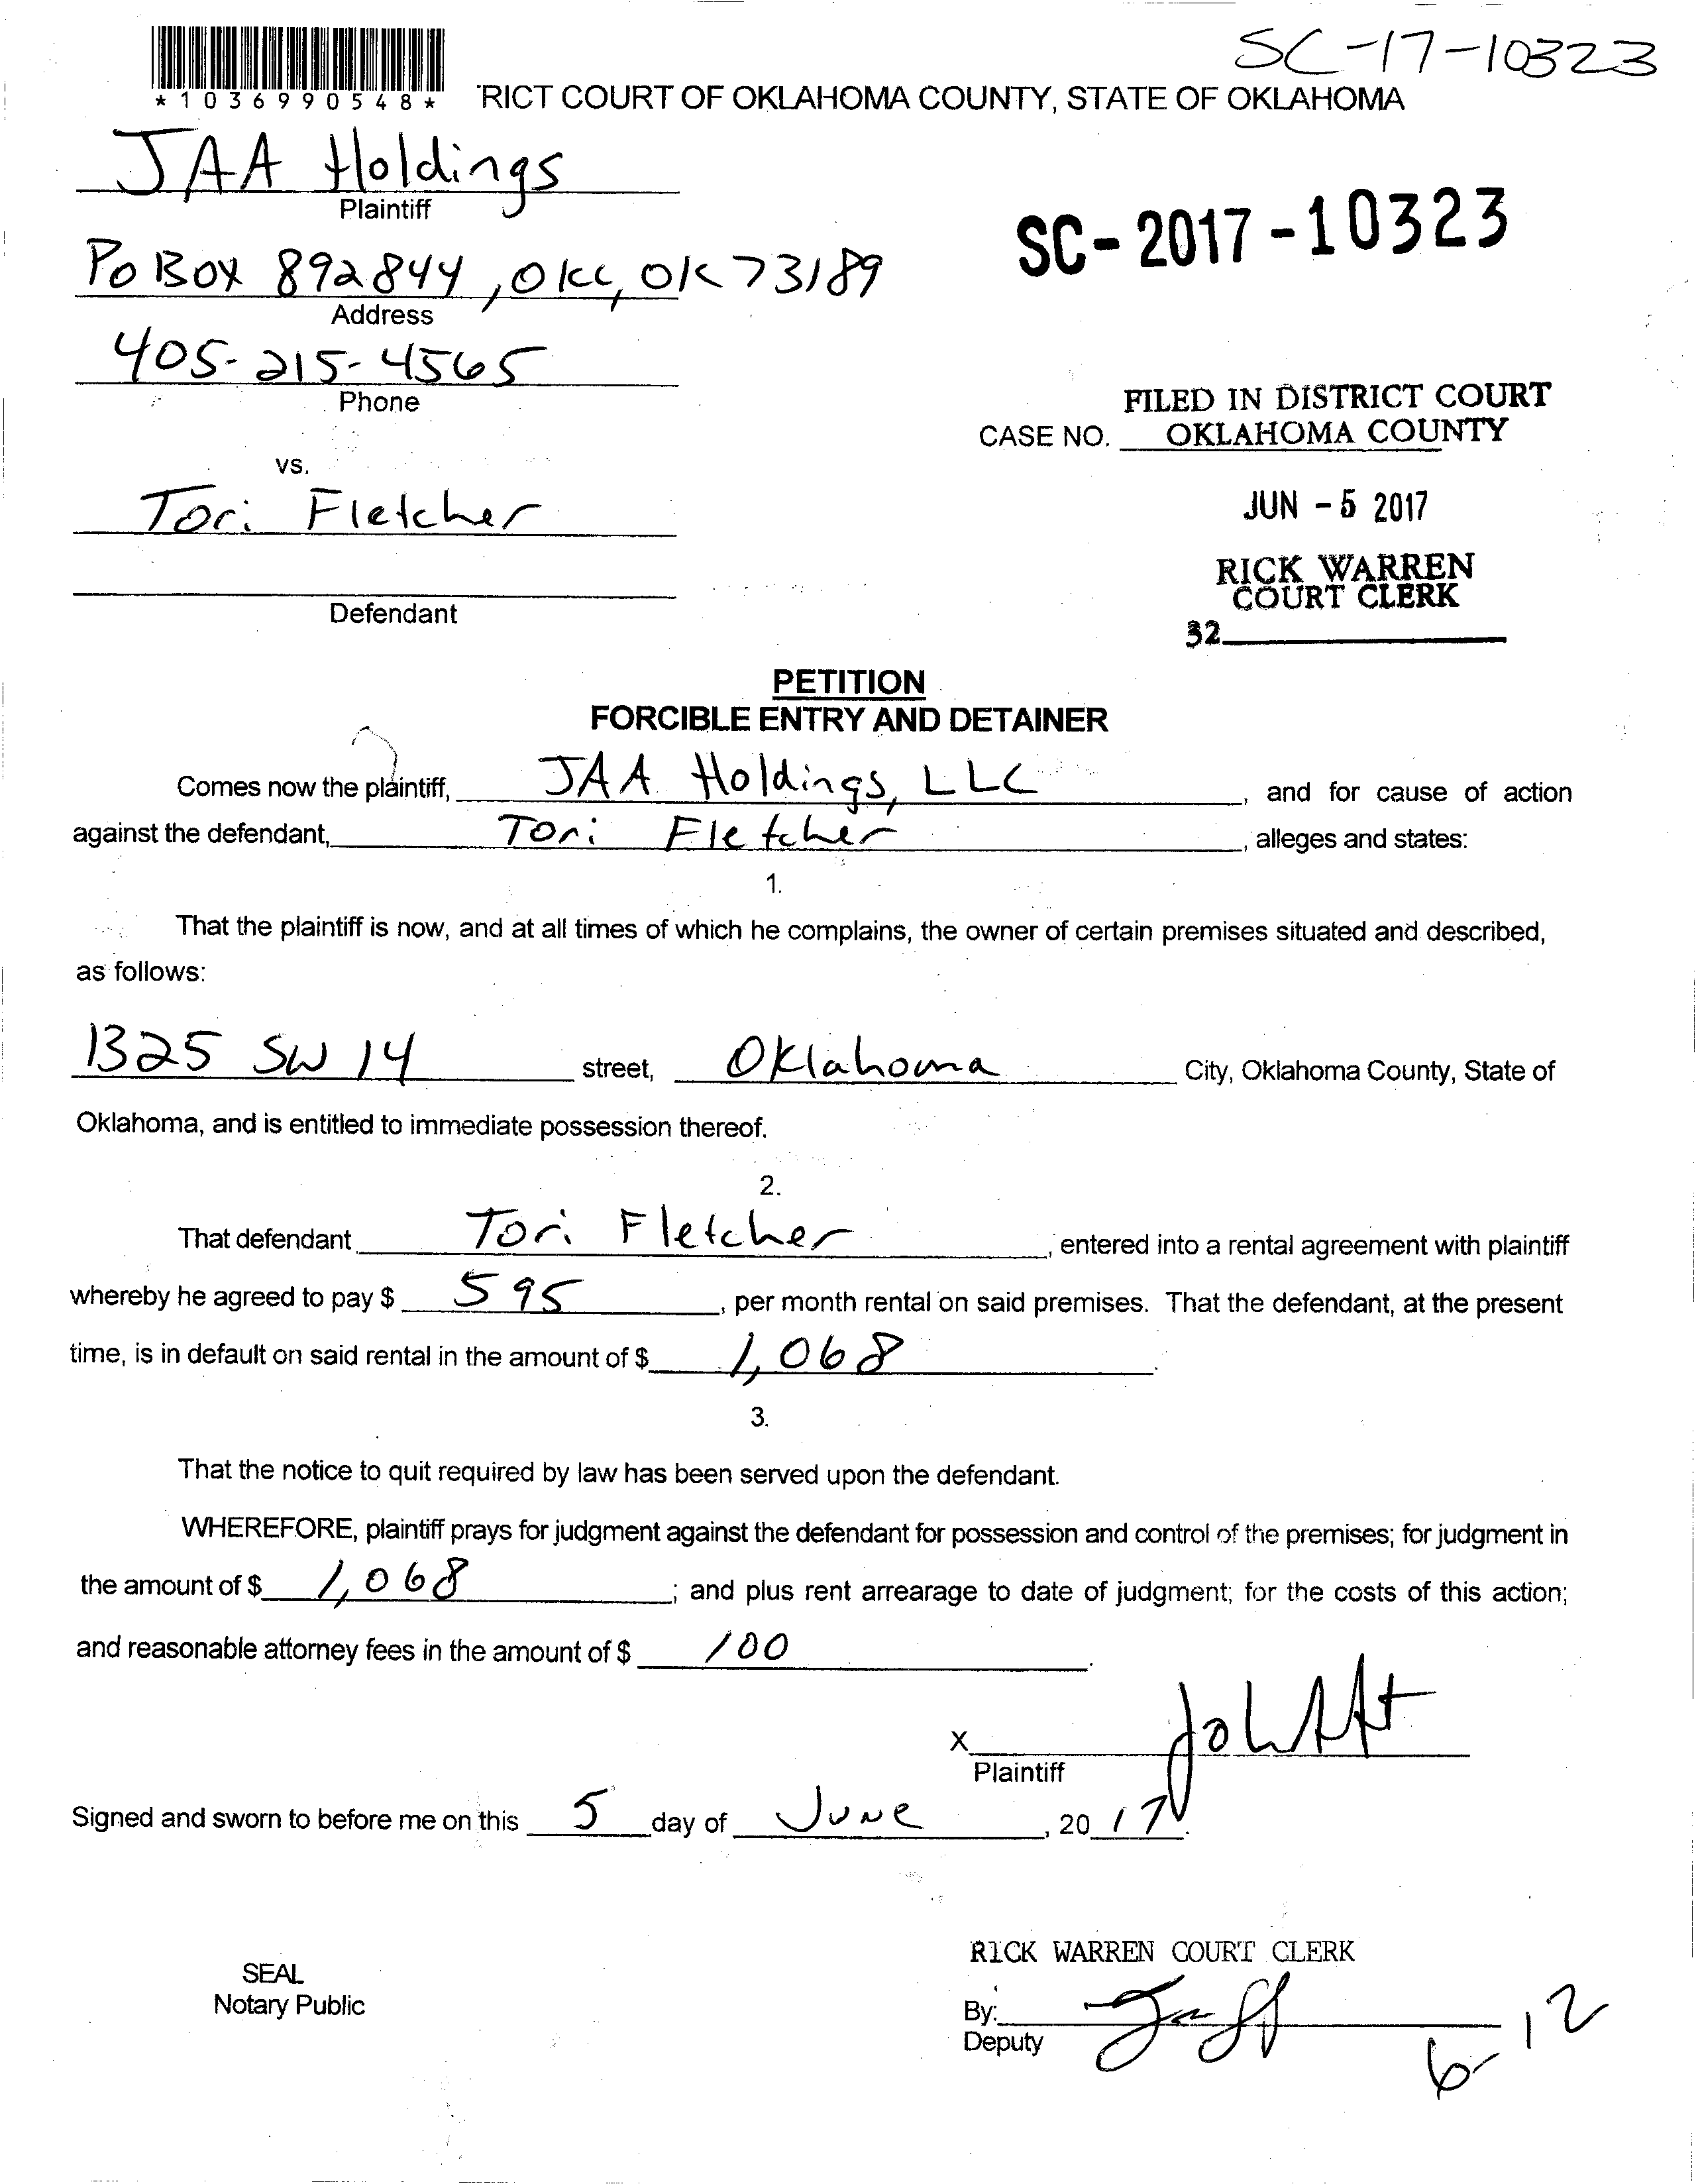 SC-17-10323
*1036990548*
'RICT COURT OF OKLAHOMA COUNTY, STATE OF OKLAHOMA
JAA Holdings
Plaintiff
SC-2017-10323
PO Box 892844, OKC, OK 73189
Address
405-215-4565
Phone
FILED IN DISTRICT COURT
CASE NO. OKLAHOMA COUNTY
vs.
Tori Fletcher
JUN -5 2017
RICK WARREN
COURT CLERK
Defendant
32
PETITION
FORCIBLE ENTRY AND DETAINER
Comes now the plaintiff, JAA Holdings, LLC, and for cause of action
against the defendant, Tori Fletcher, alleges and states:
1.
That the plaintiff is now, and at all times of which he complains, the owner of certain premises situated and described,
as follows:
1325 SW 14 street, Oklahoma City, Oklahoma County, State of
Oklahoma, and is entitled to immediate possession thereof.
2.
That defendant Tori Fletcher, entered into a rental agreement with plaintiff
whereby he agreed to pay $ 595, per month rental on said premises. That the defendant, at the present
time, is in default on said rental in the amount of $ 1,068.
3.
That the notice to quit required by law has been served upon the defendant.
WHEREFORE, plaintiff prays for judgment against the defendant for possession and control of the premises; for judgment in
the amount of $ 1,068; and plus rent arrearage to date of judgment; for the costs of this action;
and reasonable attorney fees in the amount of $ 100.
X
Plaintiff
Signed and sworn to before me on this 5 day of June, 2017.
RICK WARREN COURT CLERK
SEAL
Notary Public
By:
Deputy
6-12